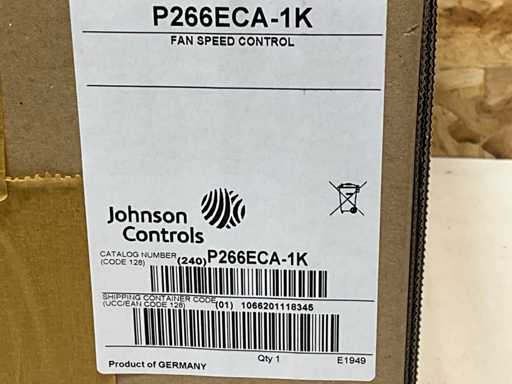 P266ECA-1K
FAN SPEED CONTROL
Johnson
Controls
CATALOG NUMBER
(CODE 128)
(240)P266ECA-1K
SHIPPING CONTAINER CODE
(UCC/EAN CODE 128)
(01) 1066201118345
Qty 1
E1949
Product of GERMANY